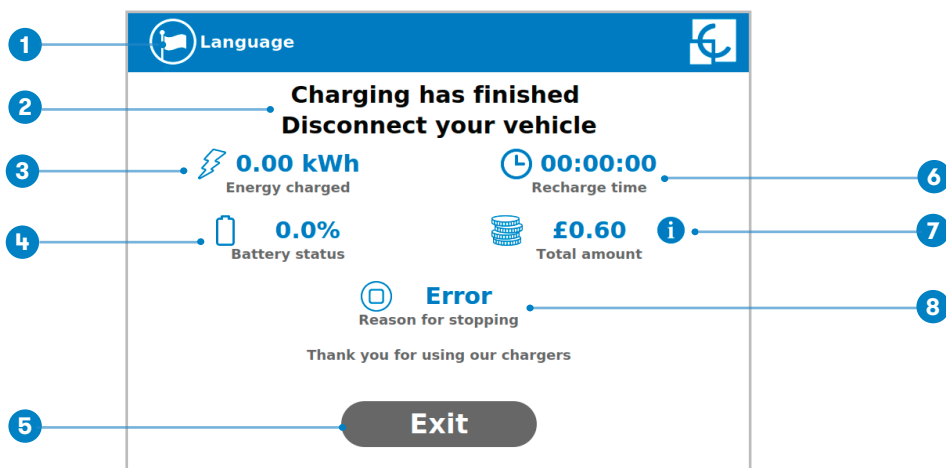 1
Language
2
Charging has finished
Disconnect your vehicle
3
0.00 kWh
Energy charged
00:00:00
Recharge time
6
4
0.0%
Battery status
£0.60
i
Total amount
7
Error
Reason for stopping
8
Thank you for using our chargers
5
Exit